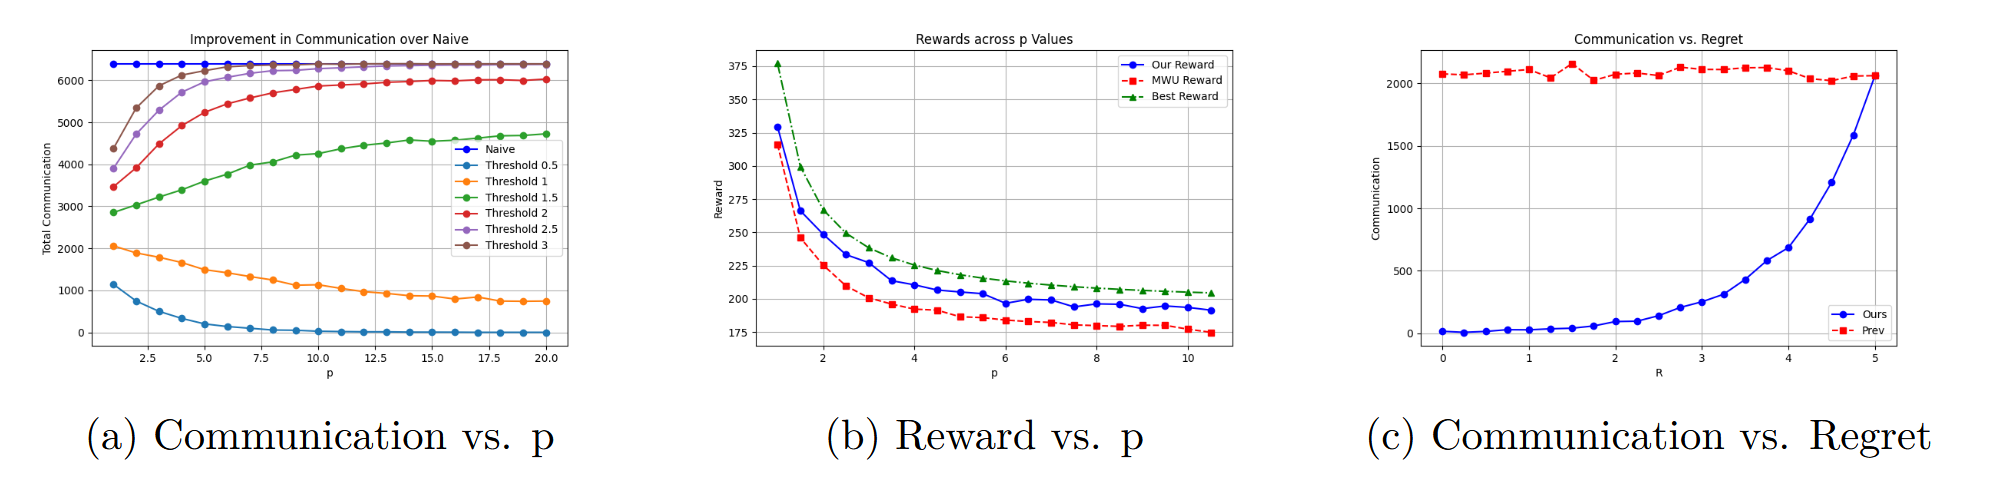 Improvement in Communication over Naive
Total Communication
6000
5000
4000
3000
2000
1000
0
Naive
Threshold 0.5
Threshold 1
Threshold 1.5
Threshold 2
Threshold 2.5
Threshold 3
2.5 5.0 7.5 10.0 12.5 15.0 17.5 20.0
p
(a) Communication vs. p
Rewards across p Values
Reward
375
350
325
300
275
250
225
200
175
Our Reward
MWU Reward
Best Reward
2 4 6 8 10
p
(b) Reward vs. p
Communication vs. Regret
Communication
2000
1500
1000
500
0
Ours
Prev
0 1 2 3 4 5
R
(c) Communication vs. Regret